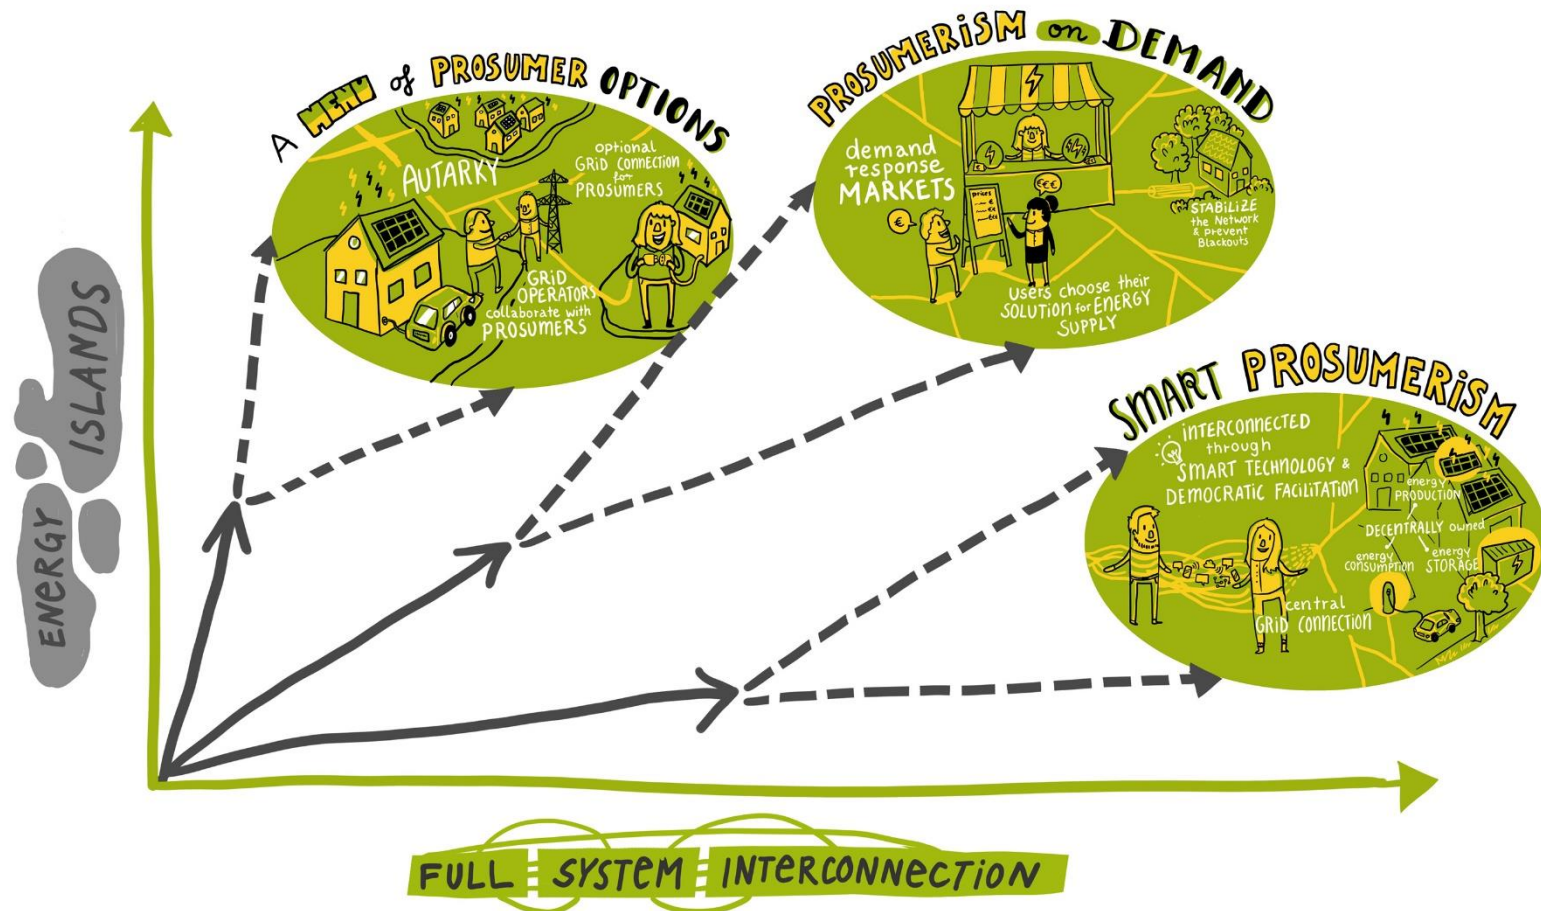 A MENU of PROSUMER OPTIONS
AUTARKY
optional
GRID CONNECTION
for
PROSUMERS
GRID
OPERATORS
collaborate with
PROSUMERS
PROSUMERISM on DEMAND
demand
response
MARKETS
prices
€
€€
€€€
€
€€€
STABILIZE
the Network
& prevent
Blackouts
users choose their
SOLUTION for ENERGY
SUPPLY
SMART PROSUMERISM
INTERCONNECTED
through
SMART TECHNOLOGY &
DEMOCRATIC FACILITATION
energy
PRODUCTION
DECENTRALLY owned
energy
CONSUMPTION
energy
STORAGE
central
GRID CONNECTION
ENERGY ISLANDS
FULL SYSTEM INTERCONNECTION